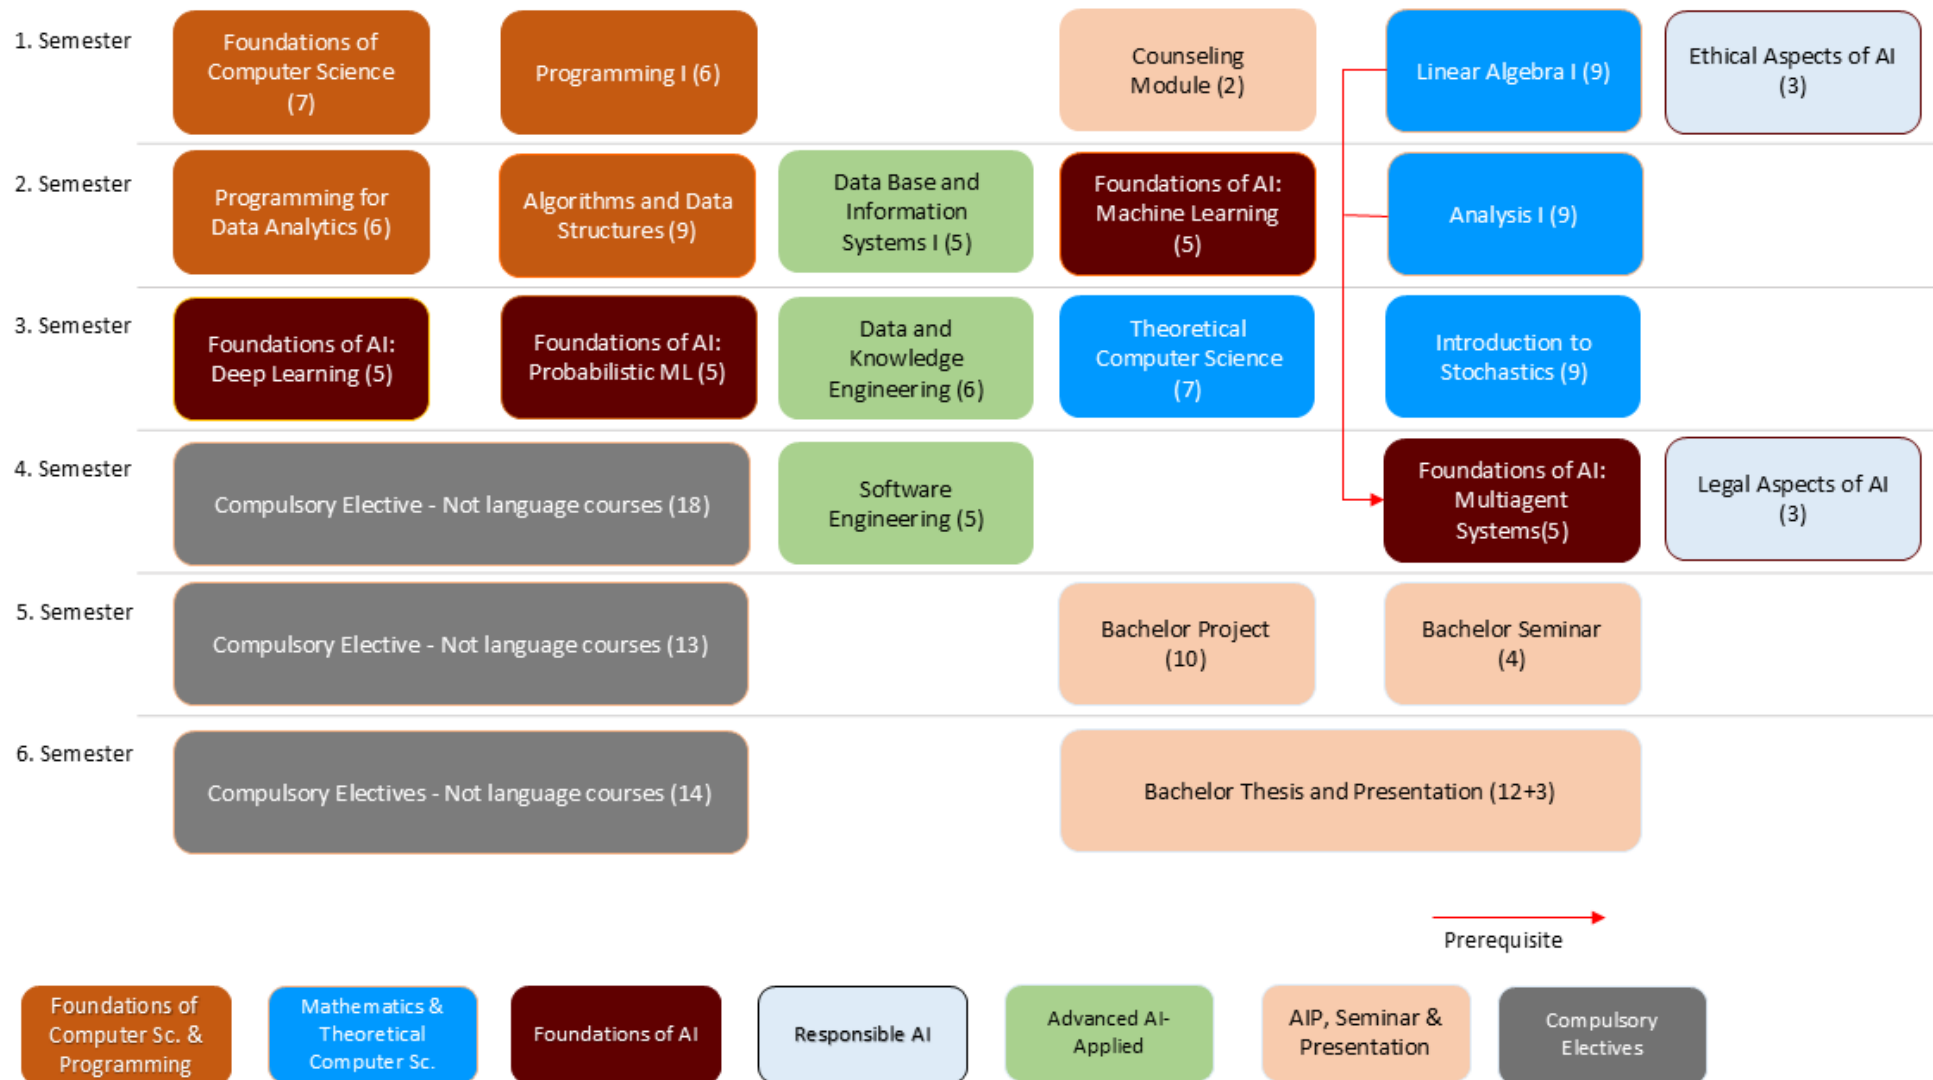 1. Semester
Foundations of
Computer Science
(7)
Programming I (6)
Counseling
Module (2)
Linear Algebra I (9)
Ethical Aspects of AI
(3)
2. Semester
Programming for
Data Analytics (6)
Algorithms and Data
Structures (9)
Data Base and
Information
Systems I (5)
Foundations of AI:
Machine Learning
(5)
Analysis I (9)
3. Semester
Foundations of AI:
Deep Learning (5)
Foundations of AI:
Probabilistic ML (5)
Data and
Knowledge
Engineering (6)
Theoretical
Computer Science
(7)
Introduction to
Stochastics (9)
4. Semester
Compulsory Elective - Not language courses (18)
Software
Engineering (5)
Foundations of AI:
Multiagent
Systems(5)
Legal Aspects of AI
(3)
5. Semester
Compulsory Elective - Not language courses (13)
Bachelor Project
(10)
Bachelor Seminar
(4)
6. Semester
Compulsory Electives - Not language courses (14)
Bachelor Thesis and Presentation (12+3)
Prerequisite
Foundations of
Computer Sc. &
Programming
Mathematics &
Theoretical
Computer Sc.
Foundations of AI
Responsible AI
Advanced AI-
Applied
AIP, Seminar &
Presentation
Compulsory
Electives